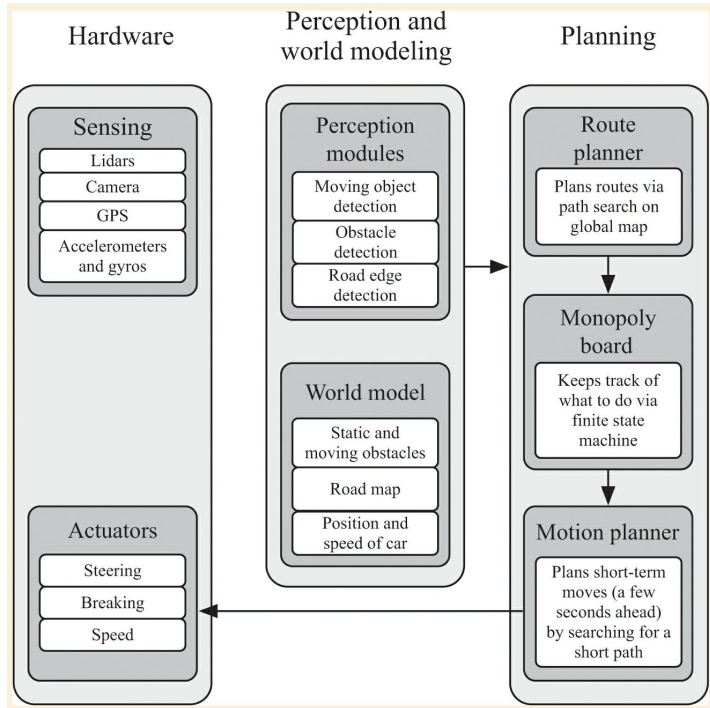 Hardware
Sensing
Lidars
Camera
GPS
Accelerometers
and gyros
Actuators
Steering
Breaking
Speed
Perception and
world modeling
Perception
modules
Moving object
detection
Obstacle
detection
Road edge
detection
World model
Static and
moving obstacles
Road map
Position and
speed of car
Planning
Route
planner
Plans routes via
path search on
global map
Monopoly
board
Keeps track of
what to do via
finite state
machine
Motion planner
Plans short-term
moves (a few
seconds ahead)
by searching for a
short path